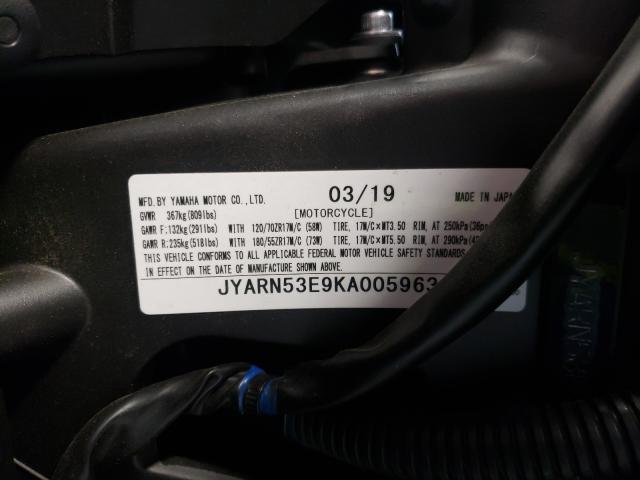 MFD.BY YAMAHA MOTOR CO.,LTD. 03/19 MADE IN JAPAN
GVWR 367kg(809lbs) [MOTORCYCLE]
GAWR F:132kg(291lbs) WITH 120/70ZR17M/C (58W) TIRE, 17M/C×MT3.50 RIM, AT 250kPa(36psi
GAWR R:235kg(518lbs) WITH 180/55ZR17M/C (73W) TIRE, 17M/C×MT5.50 RIM, AT 290kPa(4
THIS VEHICLE CONFORMS TO ALL APPLICABLE FEDERAL MOTOR VEHICLE SAFETY STANDARDS
IN EFFECT ON THE DATE OF MANUFACTURE SHOWN ABOVE.
JYARN53E9KA005963